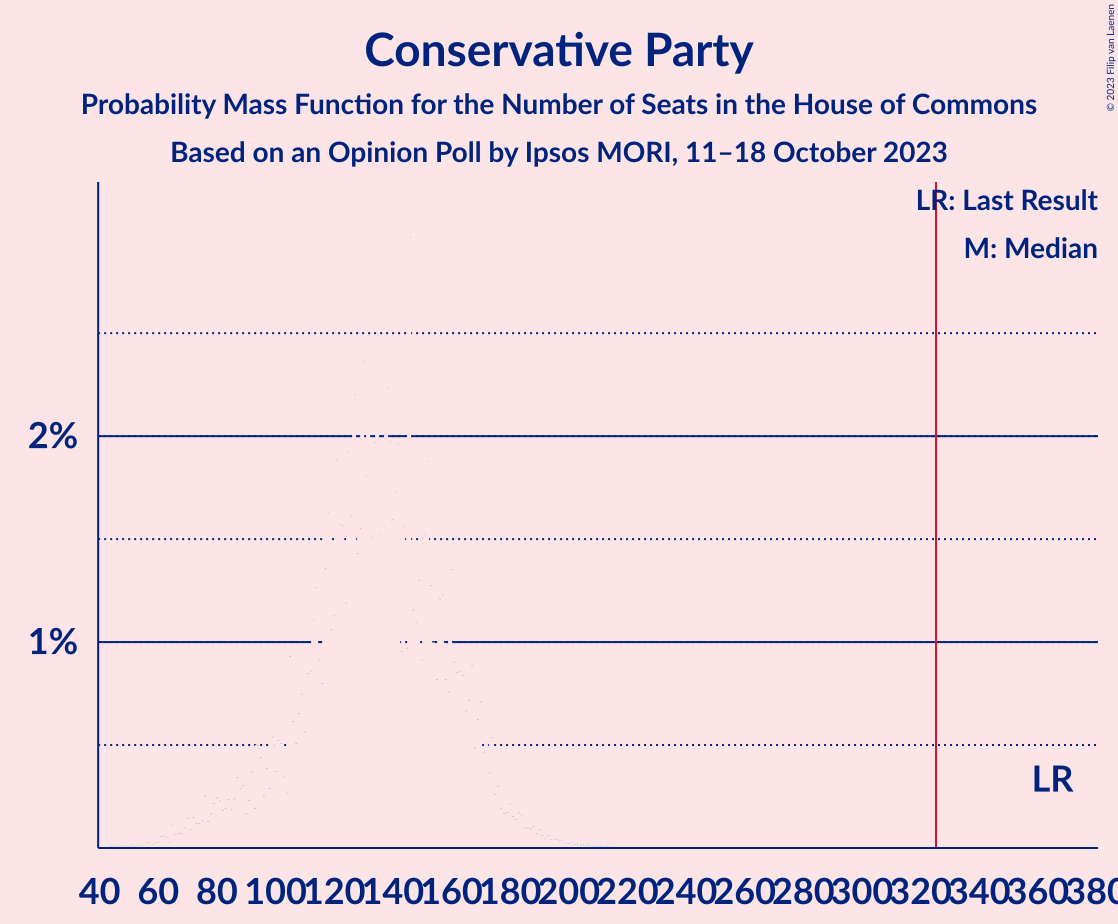 Conservative Party
Probability Mass Function for the Number of Seats in the House of Commons
Based on an Opinion Poll by Ipsos MORI, 11–18 October 2023
© 2023 Filip van Laenen
LR: Last Result
M: Median
2%
1%
LR
40 60 80 100 120 140 160 180 200 220 240 260 280 300 320 340 360 380